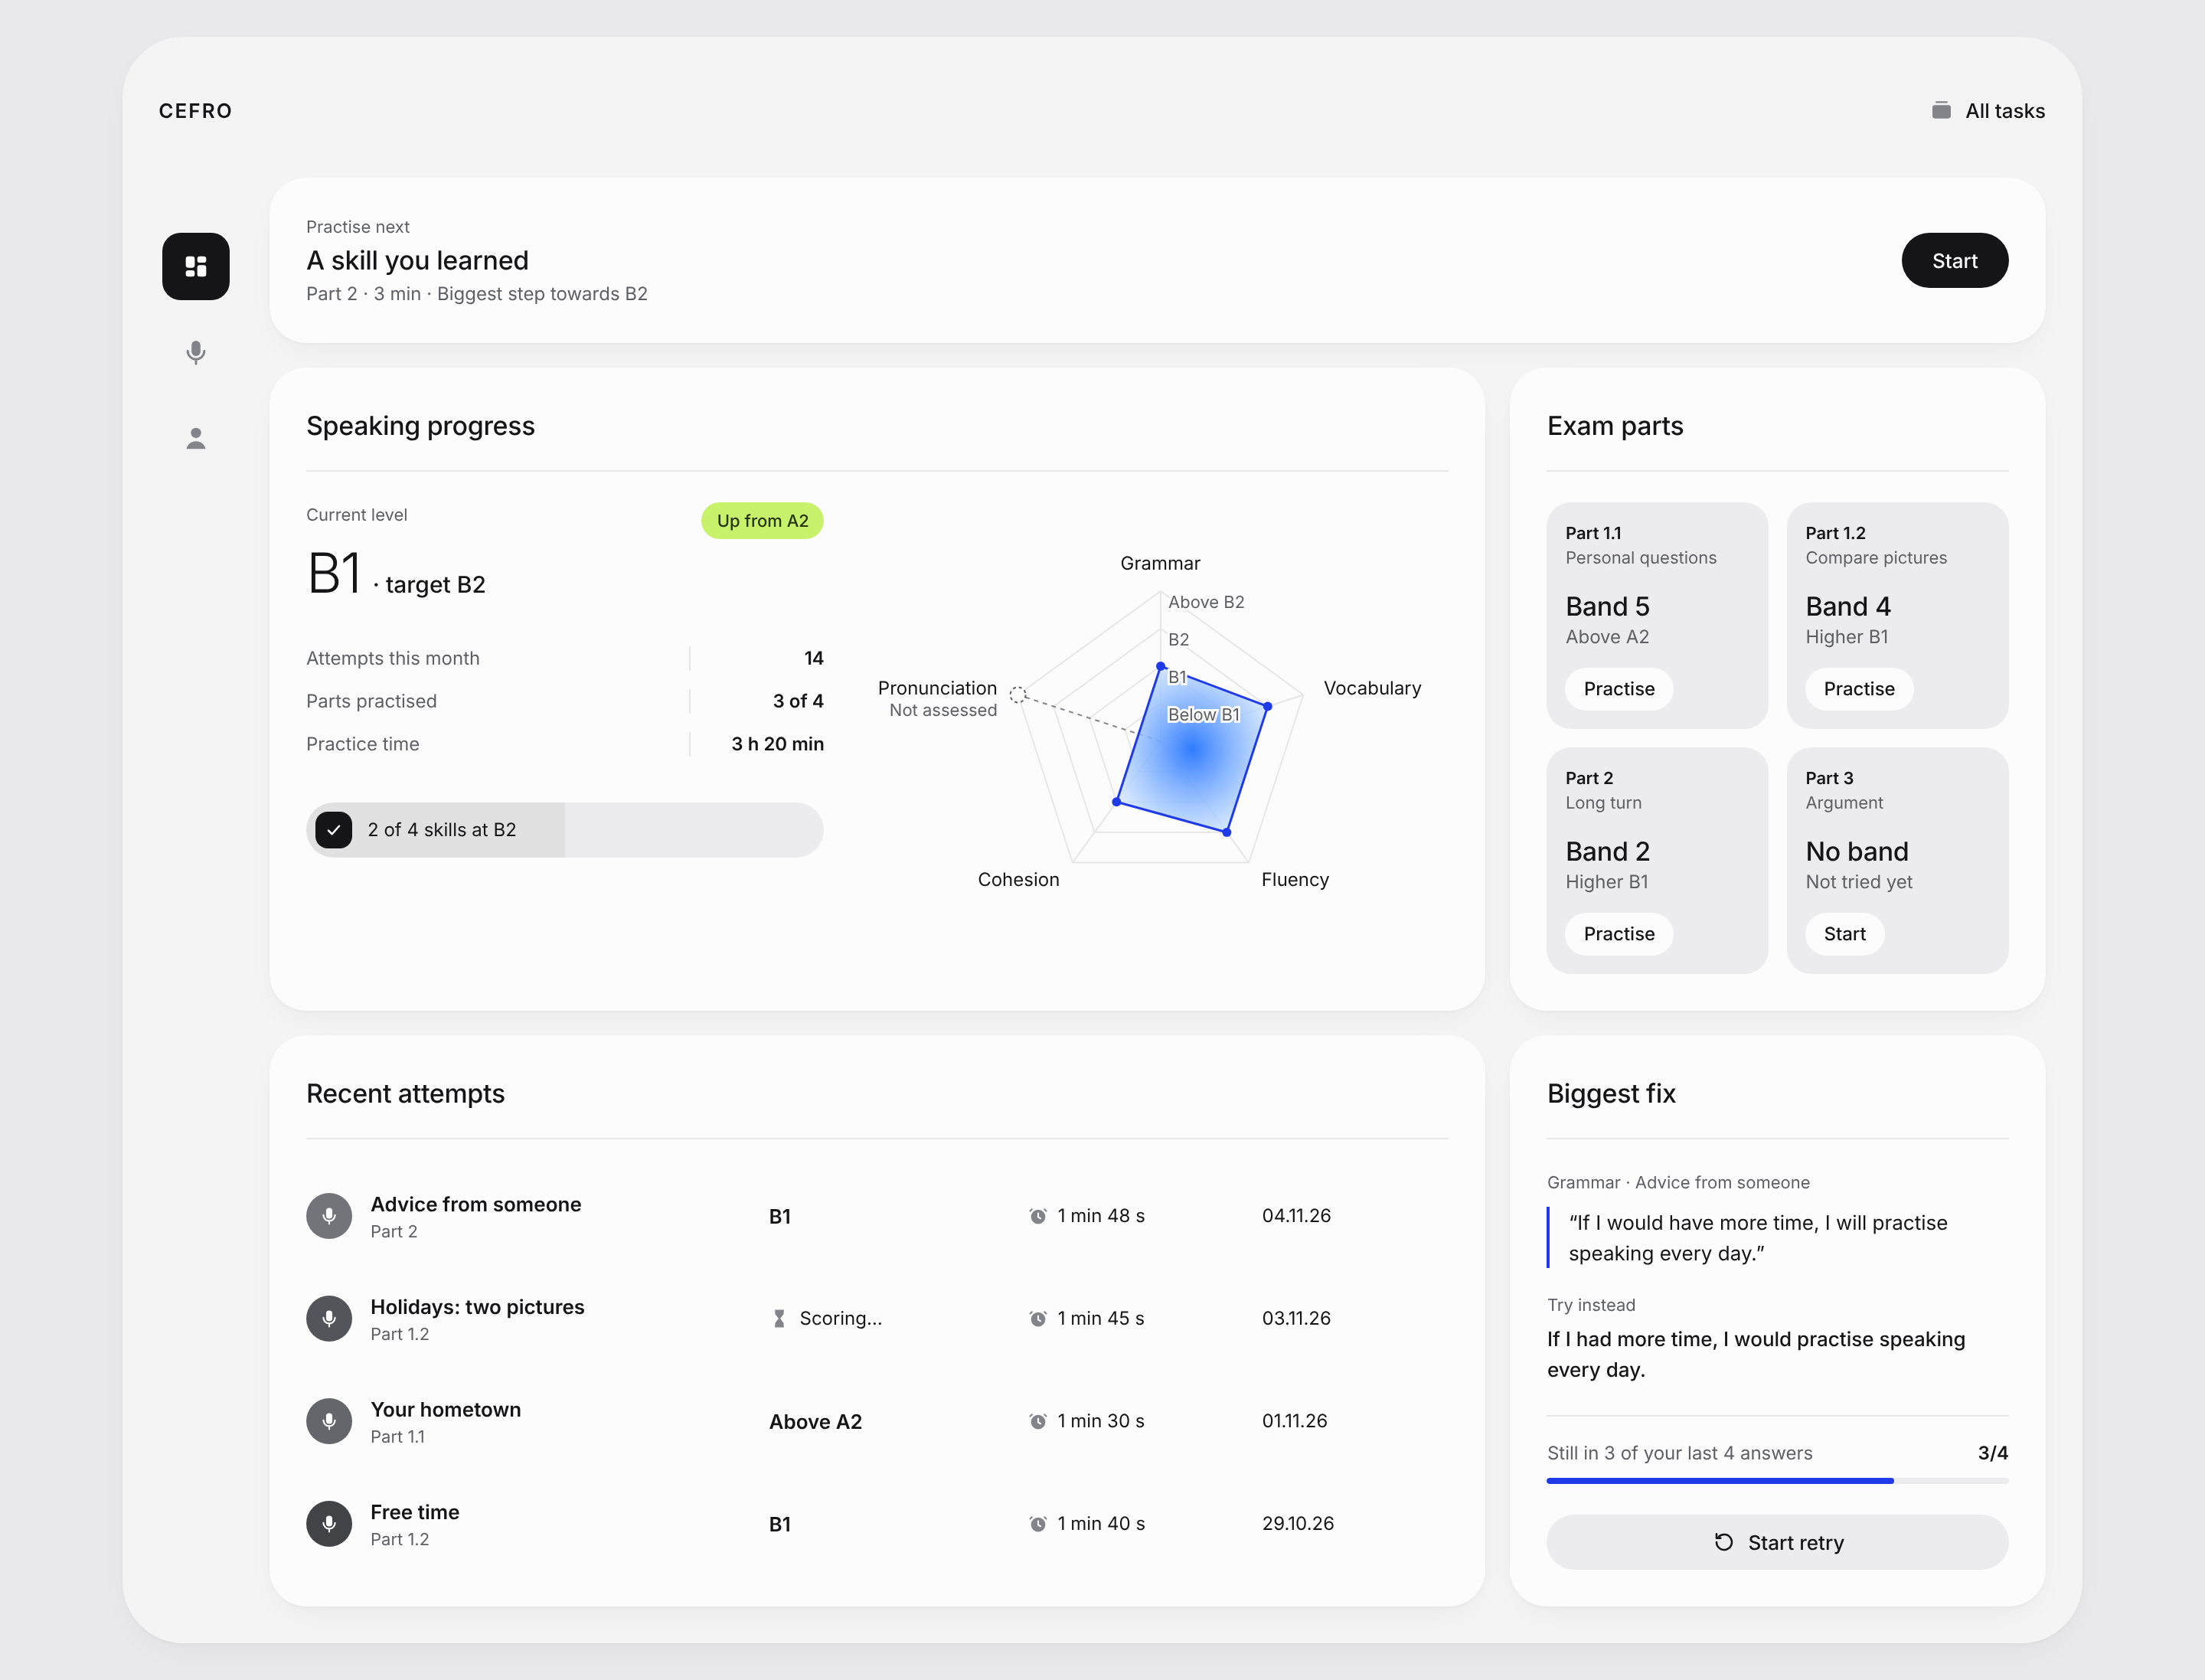 CEFRO
All tasks
Practise next
A skill you learned
Part 2 · 3 min · Biggest step towards B2
Start
Speaking progress
Current level
Up from A2
B1 · target B2
Attempts this month 14
Parts practised 3 of 4
Practice time 3 h 20 min
2 of 4 skills at B2
Grammar
Above B2
B2
B1
Below B1
Pronunciation
Not assessed
Vocabulary
Cohesion
Fluency
Exam parts
Part 1.1
Personal questions
Band 5
Above A2
Practise
Part 1.2
Compare pictures
Band 4
Higher B1
Practise
Part 2
Long turn
Band 2
Higher B1
Practise
Part 3
Argument
No band
Not tried yet
Start
Recent attempts
Advice from someone
Part 2
B1
1 min 48 s
04.11.26
Holidays: two pictures
Part 1.2
Scoring...
1 min 45 s
03.11.26
Your hometown
Part 1.1
Above A2
1 min 30 s
01.11.26
Free time
Part 1.2
B1
1 min 40 s
29.10.26
Biggest fix
Grammar · Advice from someone
“If I would have more time, I will practise
speaking every day.”
Try instead
If I had more time, I would practise speaking
every day.
Still in 3 of your last 4 answers 3/4
Start retry